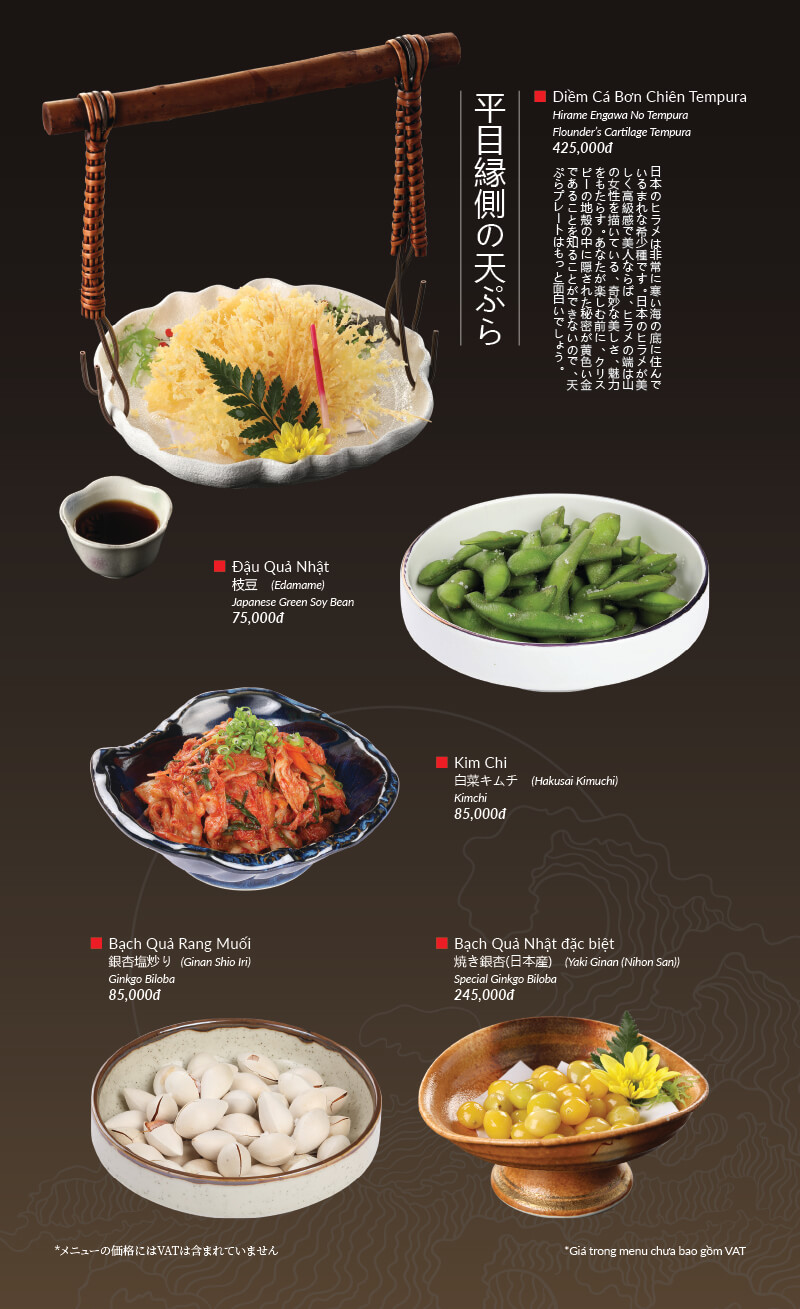 平目縁側の天ぷら
Diềm Cá Bơn Chiên Tempura
Hirame Engawa No Tempura
Flounder's Cartilage Tempura
425,000đ
日本のヒラメは非常に寒い海の底に住んで
いるまれな希少種です。日本のヒラメが美
しく高級感で美人ならば、ヒラメの端は山
の女性を描いている、奇妙な美しさ、魅力
をもたらす。あなたが楽しむ前に、クリス
ピーの地殻の中に隠された秘密が黄色い金
であることを知ることができないので、天
ぷらプレートはもっと面白いでしょう。
Đậu Quả Nhật
枝豆 (Edamame)
Japanese Green Soy Bean
75,000đ
Kim Chi
白菜キムチ (Hakusai Kimuchi)
Kimchi
85,000đ
Bạch Quả Rang Muối
銀杏塩炒り (Ginan Shio Iri)
Ginkgo Biloba
85,000đ
Bạch Quả Nhật đặc biệt
焼き銀杏(日本産) (Yaki Ginan (Nihon San))
Special Ginkgo Biloba
245,000đ
*メニューの価格にはVATは含まれていません
*Giá trong menu chưa bao gồm VAT